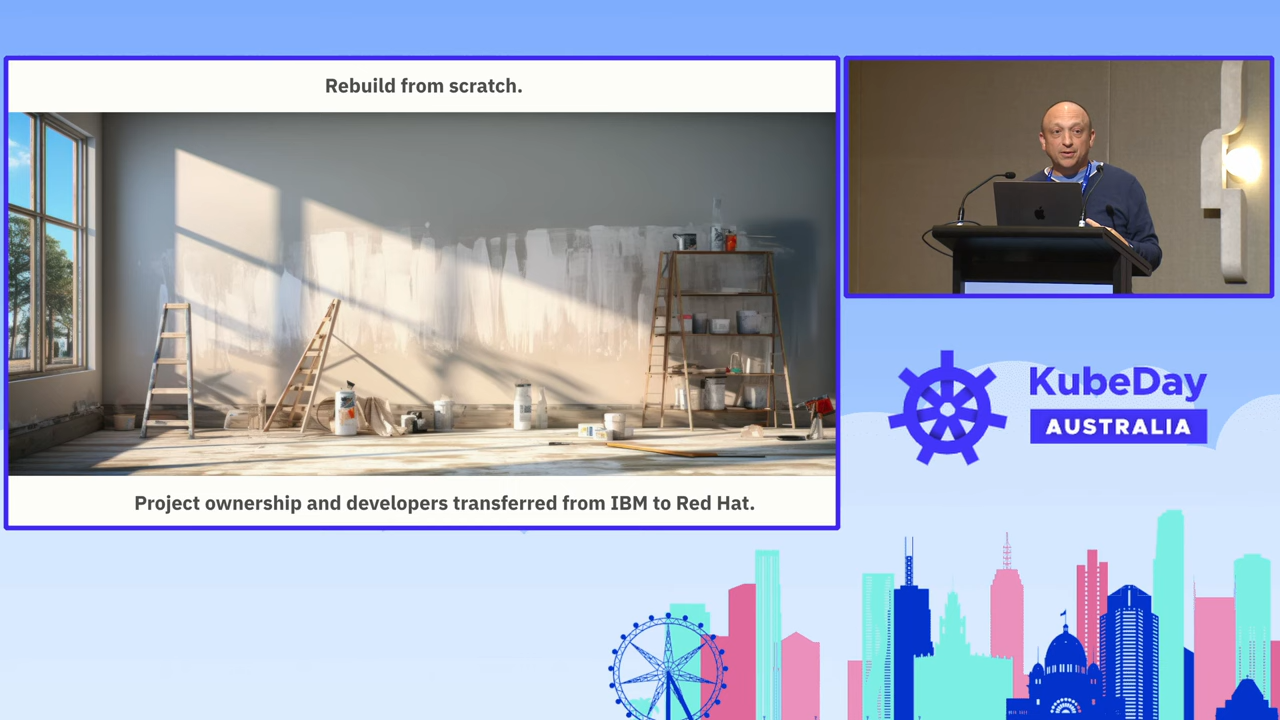 Rebuild from scratch.
Project ownership and developers transferred from IBM to Red Hat.
KubeDay
AUSTRALIA